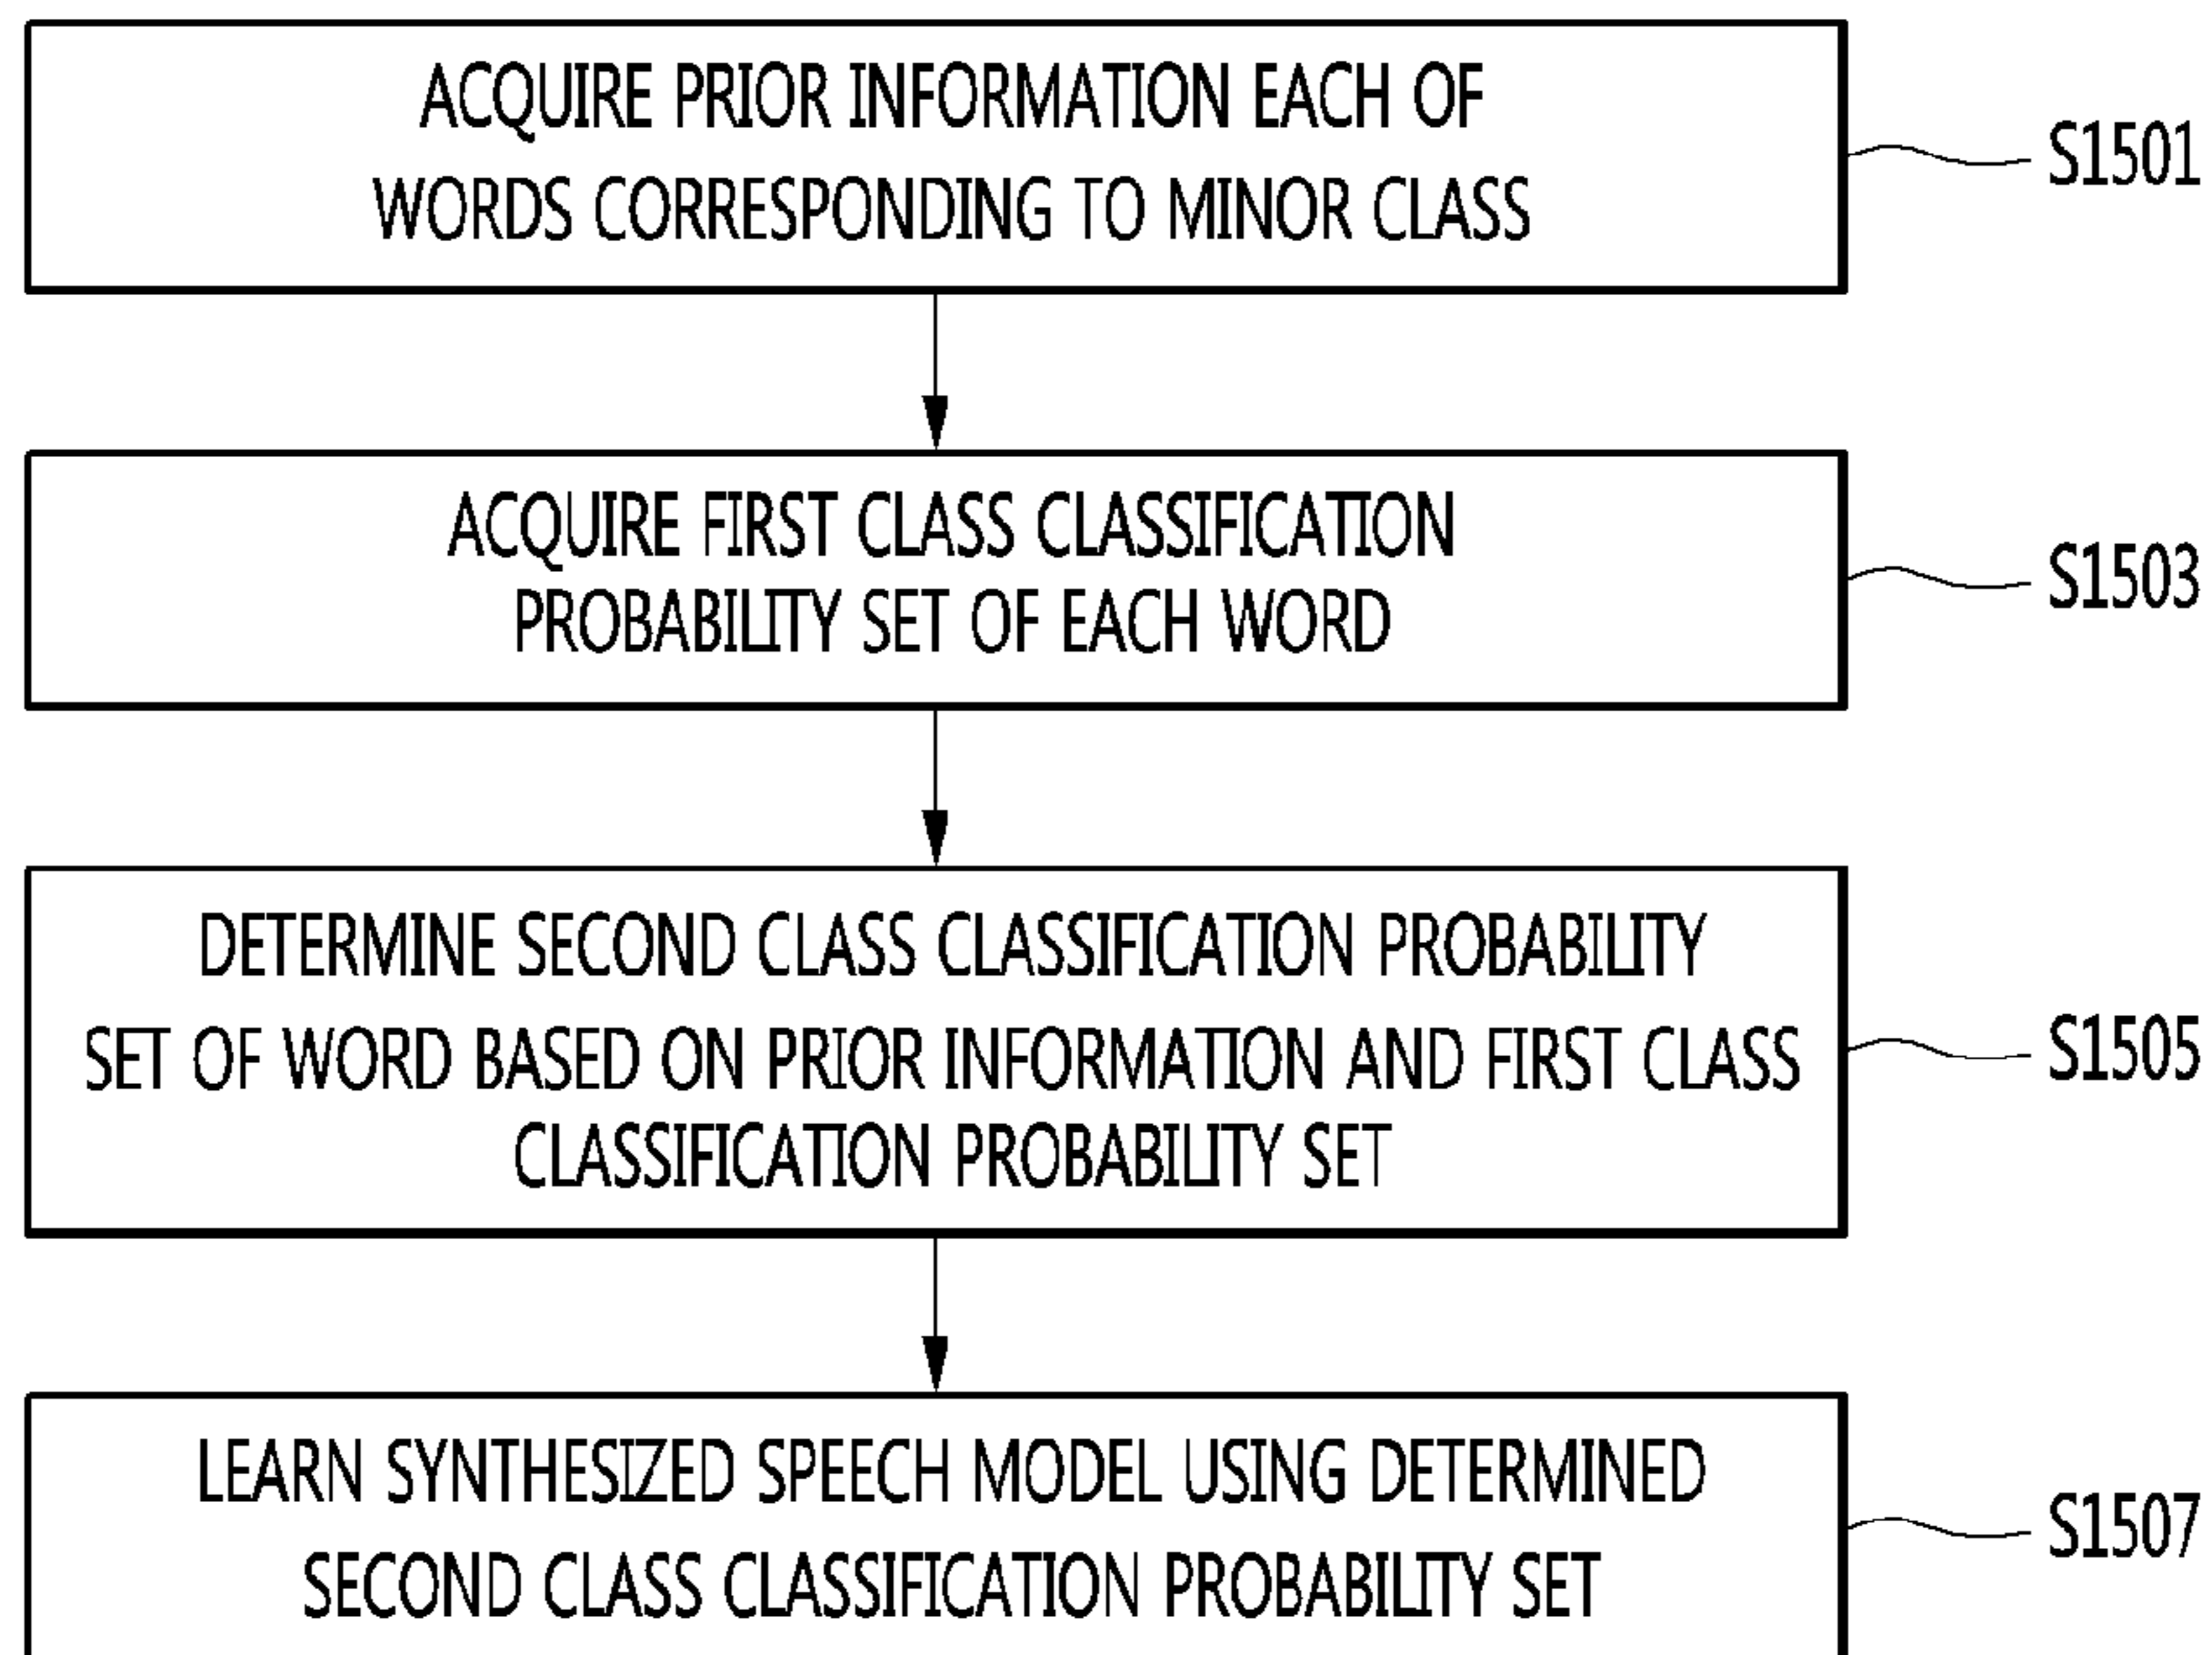 ACQUIRE PRIOR INFORMATION EACH OF
WORDS CORRESPONDING TO MINOR CLASS
S1501
ACQUIRE FIRST CLASS CLASSIFICATION
PROBABILITY SET OF EACH WORD
S1503
DETERMINE SECOND CLASS CLASSIFICATION PROBABILITY
SET OF WORD BASED ON PRIOR INFORMATION AND FIRST CLASS
CLASSIFICATION PROBABILITY SET
S1505
LEARN SYNTHESIZED SPEECH MODEL USING DETERMINED
SECOND CLASS CLASSIFICATION PROBABILITY SET
S1507